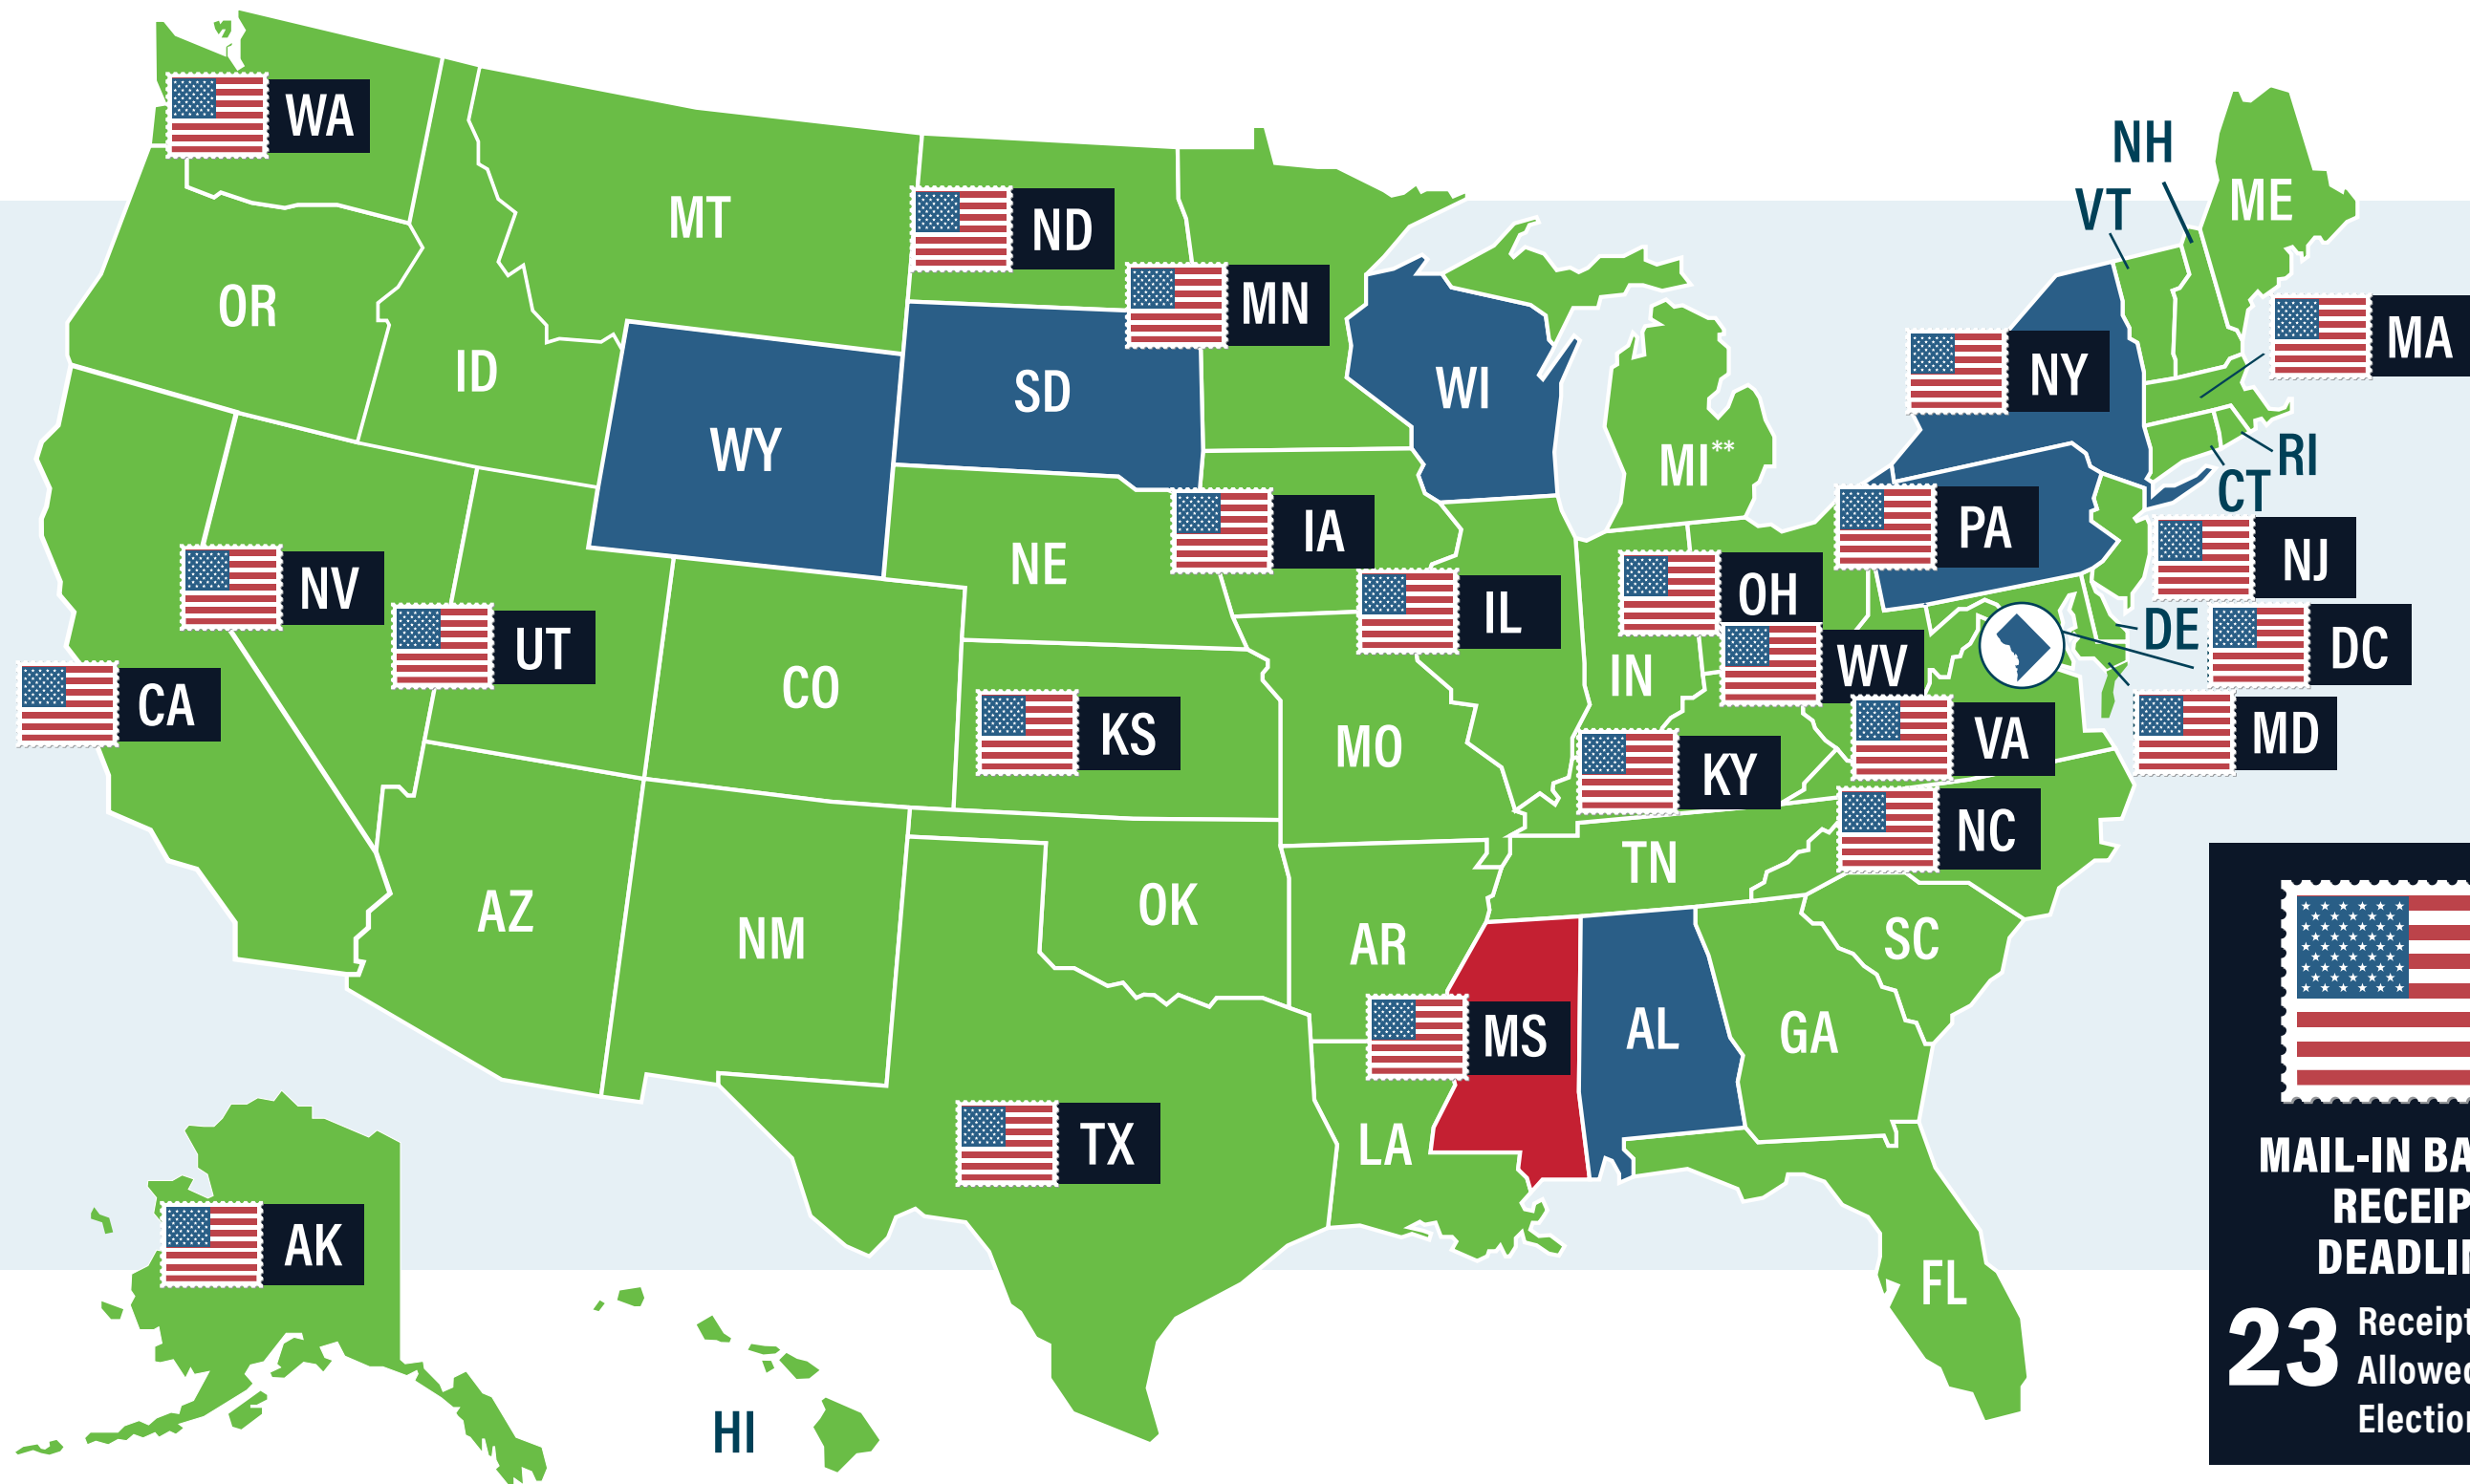 WA
NH
ME
VT
MT
ND
OR
MN
MA
ID
NY
SD
WI
WY
MI**
RI
CT
PA
IA
NJ
NE
NV
OH
IL
DE
UT
DC
WV
IN
CO
CA
MD
KS
VA
MO
KY
NC
TN
OK
AZ
SC
NM
AR
MS
AL
GA
TX
LA
AK
FL
HI
MAIL-IN BA
RECEIP
DEADLIN
23 Receipt
Allowed
Election